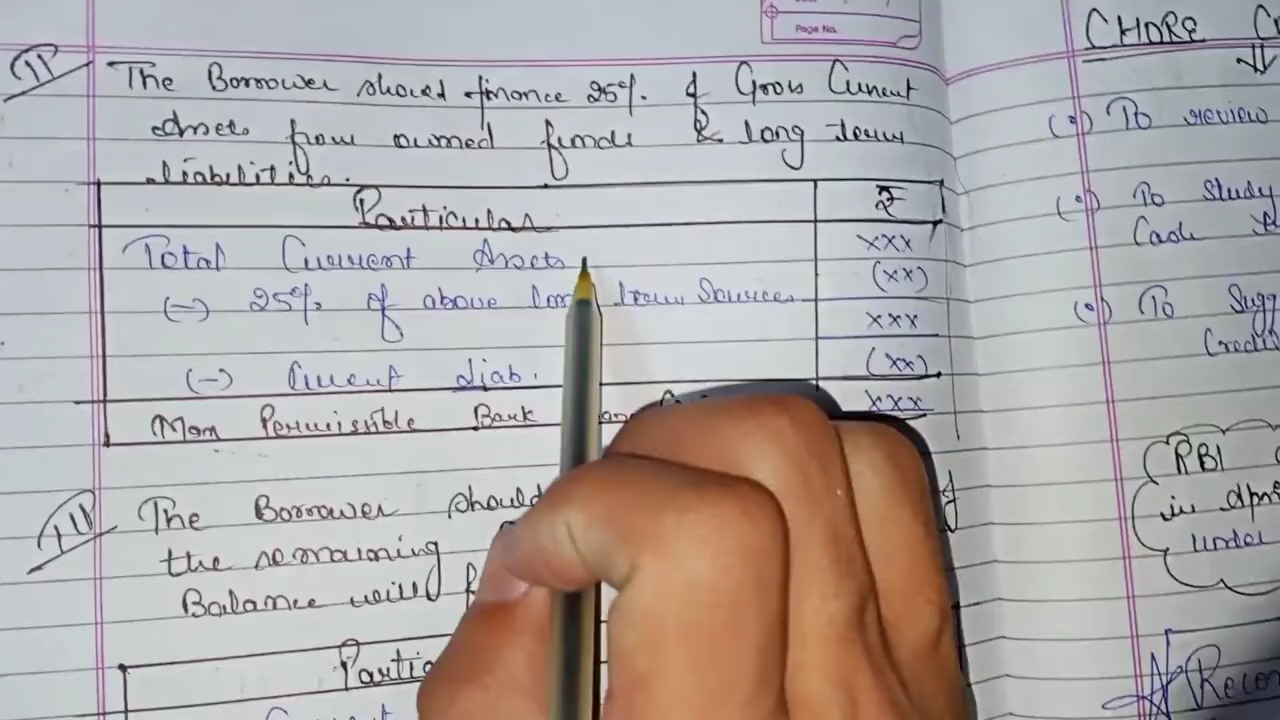 Page No.
II The Borrower should finance 25% of Gross Current
Assets from owned funds & long term
liabilities.
Particulars ₹
Total Current Assets xxx
(-) 25% of above long term Sources (xx)
xxx
(-) Current Liab. (xx)
Max Permissible Bank xxx
III The Borrower should
the remaining
Balance will
Current
CHORE
⇓
(o) To review
(o) To Study
Cash
(o) To Sugg
Credit
RBI
in
under
Recom